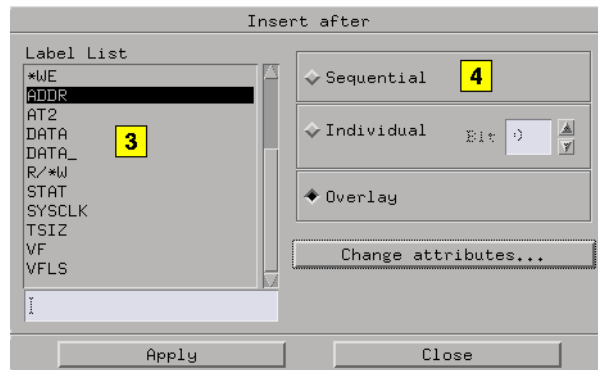 Insert after
Label List
*WE
ADDR
AT2
DATA
DATA_
R/*W
STAT
SYSCLK
TSIZ
VF
VFLS
3
Sequential
4
Individual Bit 0
Overlay
Change attributes...
Apply Close